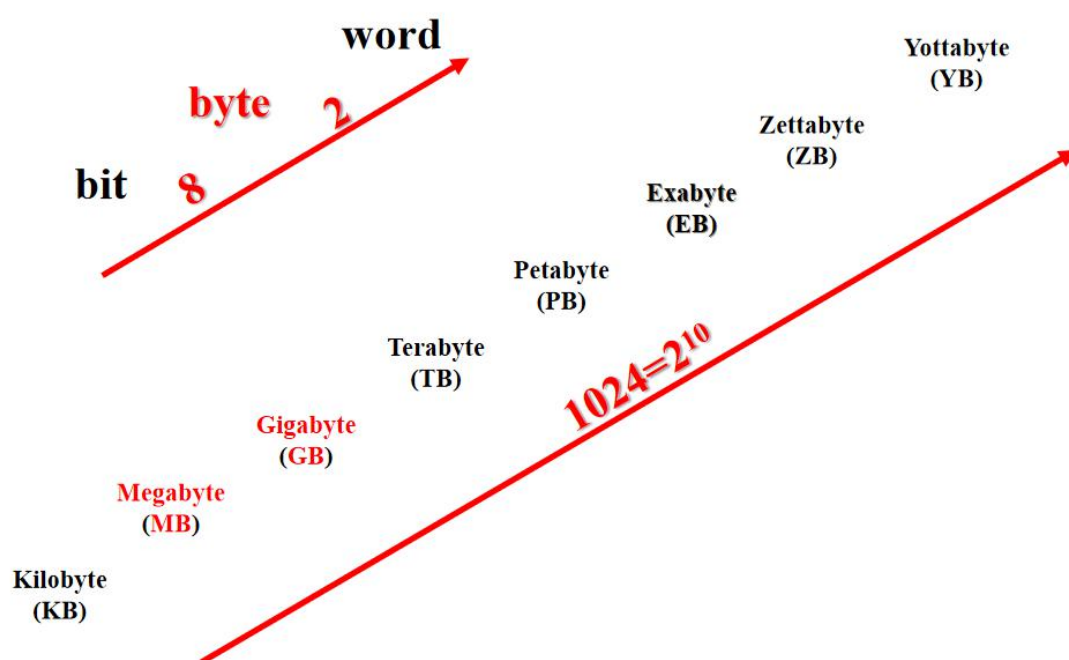 word
byte
2
bit
8
Yottabyte
(YB)
Zettabyte
(ZB)
Exabyte
(EB)
Petabyte
(PB)
Terabyte
(TB)
1024=2¹⁰
Gigabyte
(GB)
Megabyte
(MB)
Kilobyte
(KB)